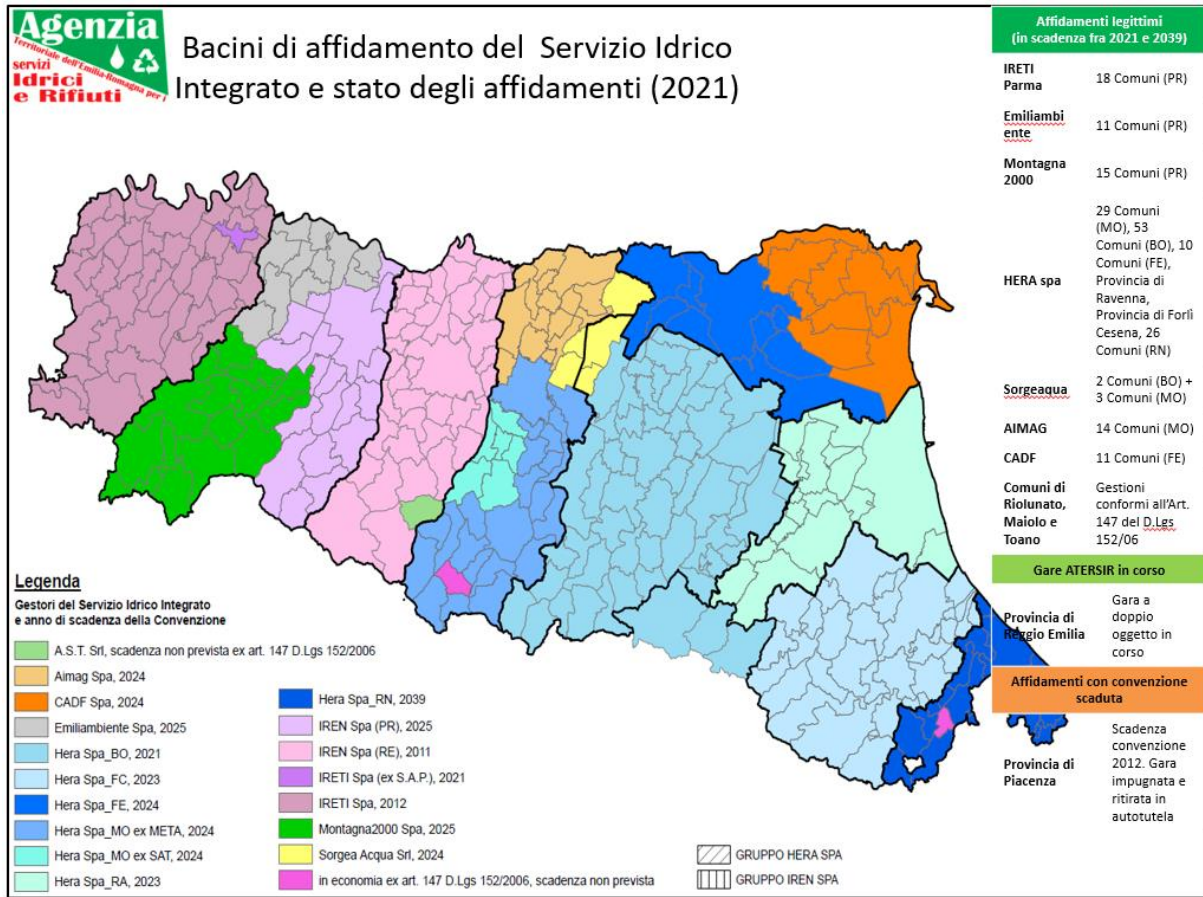 Agenzia
Territoriale dell'Emilia-Romagna per i
servizi
Idrici
e Rifiuti
Bacini di affidamento del Servizio Idrico
Integrato e stato degli affidamenti (2021)
Affidamenti legittimi
(in scadenza fra 2021 e 2039)
IRETI
Parma
18 Comuni (PR)
Emiliambi
ente
11 Comuni (PR)
Montagna
2000
15 Comuni (PR)
HERA spa
29 Comuni
(MO), 53
Comuni (BO), 10
Comuni (FE),
Provincia di
Ravenna,
Provincia di Forlì
Cesena, 26
Comuni (RN)
Sorgeaqua
2 Comuni (BO) +
3 Comuni (MO)
AIMAG
14 Comuni (MO)
CADF
11 Comuni (FE)
Comuni di
Riolunato,
Maiolo e
Toano
Gestioni
conformi all'Art.
147 del D.Lgs
152/06
Gare ATERSIR in corso
Provincia di
Reggio Emilia
Gara a
doppio
oggetto in
corso
Affidamenti con convenzione
scaduta
Provincia di
Piacenza
Scadenza
convenzione
2012. Gara
impugnata e
ritirata in
autotutela
Legenda
Gestori del Servizio Idrico Integrato
e anno di scadenza della Convenzione
A.S.T. Srl, scadenza non prevista ex art. 147 D.Lgs 152/2006
Aimag Spa, 2024
CADF Spa, 2024
Emiliambiente Spa, 2025
Hera Spa_BO, 2021
Hera Spa_FC, 2023
Hera Spa_FE, 2024
Hera Spa_MO ex META, 2024
Hera Spa_MO ex SAT, 2024
Hera Spa_RA, 2023
Hera Spa_RN, 2039
IREN Spa (PR), 2025
IREN Spa (RE), 2011
IRETI Spa (ex S.A.P.), 2021
IRETI Spa, 2012
Montagna2000 Spa, 2025
Sorgea Acqua Srl, 2024
in economia ex art. 147 D.Lgs 152/2006, scadenza non prevista
GRUPPO HERA SPA
GRUPPO IREN SPA